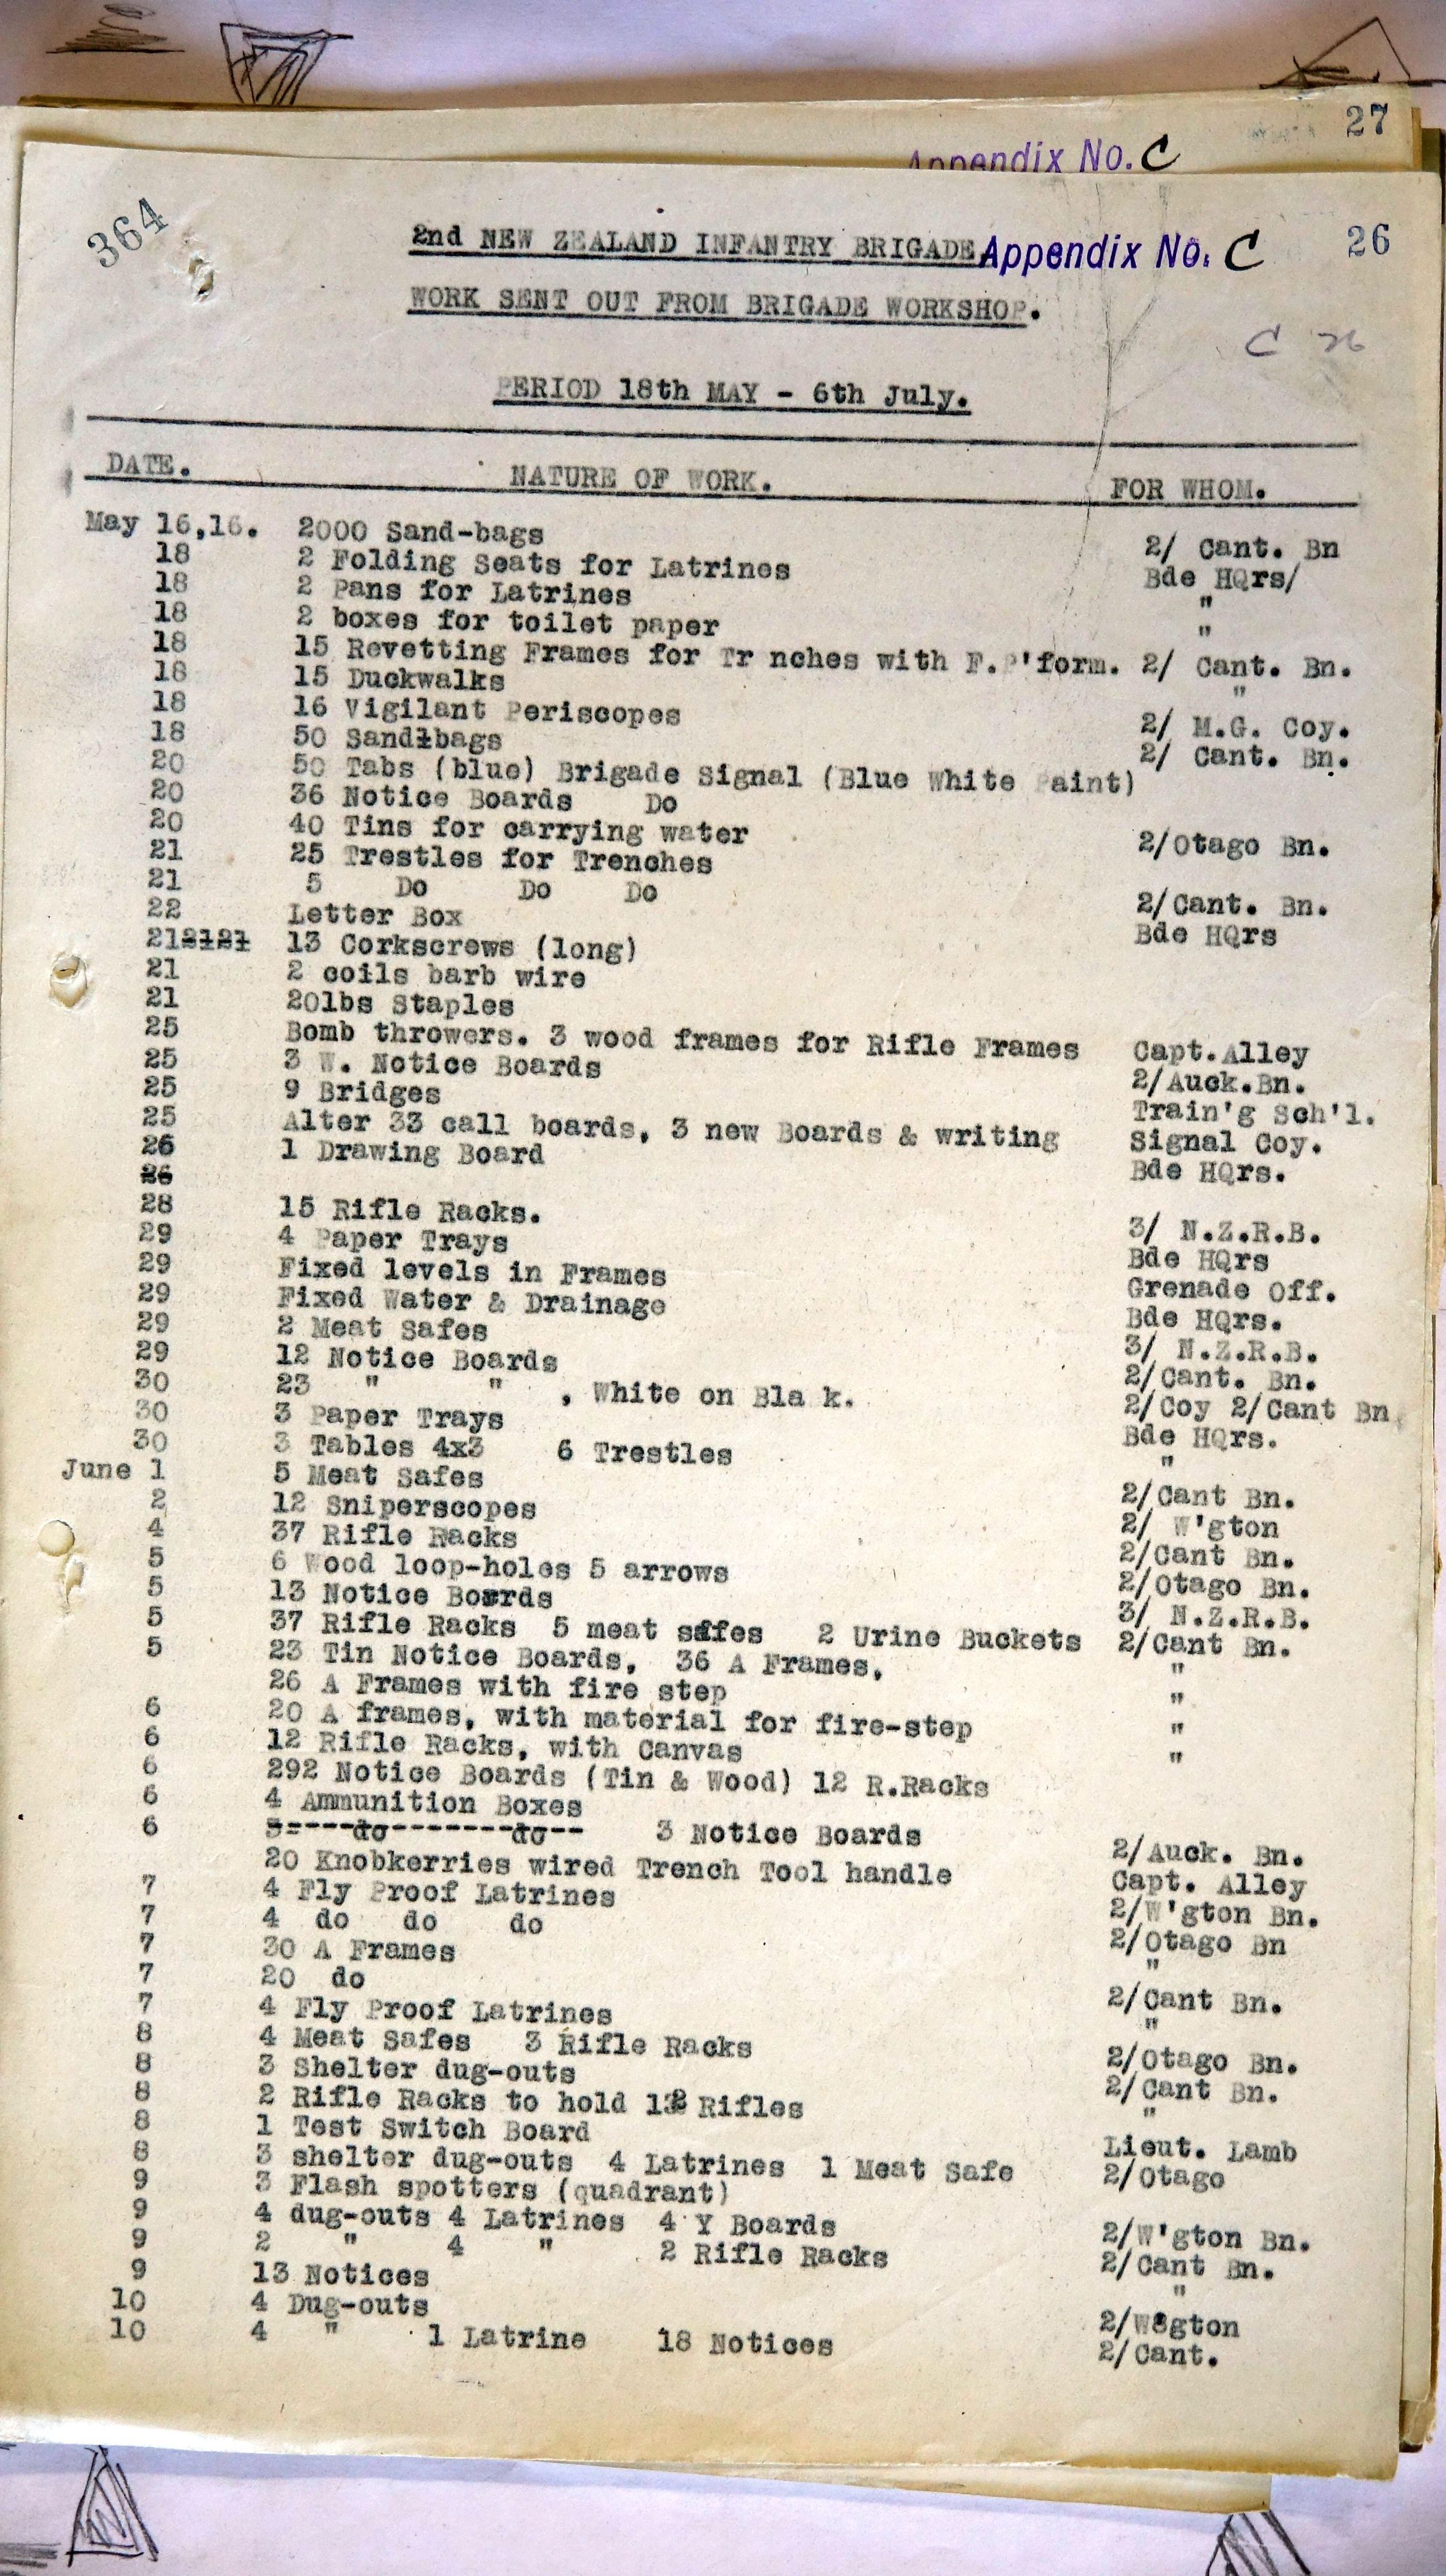 27
Appendix No. C
364
2nd NEW ZEALAND INFANTRY BRIGADE Appendix No. C 26
WORK SENT OUT FROM BRIGADE WORKSHOP.
C 26
PERIOD 18th MAY - 6th July.
DATE. NATURE OF WORK. FOR WHOM.
May 16,16. 2000 Sand-bags 2/ Cant. Bn
18 2 Folding Seats for Latrines Bde HQrs/
18 2 Pans for Latrines "
18 2 boxes for toilet paper "
18 15 Revetting Frames for Tr nches with F.P'form. 2/ Cant. Bn.
18 15 Duckwalks "
18 16 Vigilant Periscopes 2/ M.G. Coy.
18 50 Sand-bags 2/ Cant. Bn.
20 50 Tabs (blue) Brigade Signal (Blue White Paint)
20 36 Notice Boards Do
20 40 Tins for carrying water 2/Otago Bn.
21 25 Trestles for Trenches
21 5 Do Do Do 2/Cant. Bn.
22 Letter Box Bde HQrs
212121 13 Corkscrews (long)
21 2 coils barb wire
21 20lbs Staples
25 Bomb throwers. 3 wood frames for Rifle Frames Capt.Alley
25 3 W. Notice Boards 2/Auck.Bn.
25 9 Bridges Train'g Sch'l.
25 Alter 33 call boards, 3 new Boards & writing Signal Coy.
26 1 Drawing Board Bde HQrs.
26
28 15 Rifle Racks. 3/ N.Z.R.B.
29 4 Paper Trays Bde HQrs
29 Fixed levels in Frames Grenade Off.
29 Fixed Water & Drainage Bde HQrs.
29 2 Meat Safes 3/ N.Z.R.B.
29 12 Notice Boards 2/Cant. Bn.
30 23 " " , White on Bla k. 2/Coy 2/Cant Bn
30 3 Paper Trays Bde HQrs.
30 3 Tables 4x3 6 Trestles "
June 1 5 Meat Safes 2/Cant Bn.
2 12 Sniperscopes 2/ W'gton
4 37 Rifle Racks 2/Cant Bn.
5 6 Wood loop-holes 5 arrows 2/Otago Bn.
5 13 Notice Boards 3/ N.Z.R.B.
5 37 Rifle Racks 5 meat safes 2 Urine Buckets 2/Cant Bn.
5 23 Tin Notice Boards, 36 A Frames, "
26 A Frames with fire step "
6 20 A frames, with material for fire-step "
6 12 Rifle Racks, with Canvas "
6 292 Notice Boards (Tin & Wood) 12 R.Racks
6 4 Ammunition Boxes
6 3 do do 3 Notice Boards 2/Auck. Bn.
20 Knobkerries wired Trench Tool handle Capt. Alley
7 4 Fly Proof Latrines 2/W'gton Bn.
7 4 do do do 2/Otago Bn
7 30 A Frames "
7 20 do 2/Cant Bn.
7 4 Fly Proof Latrines "
8 4 Meat Safes 3 Rifle Racks 2/Otago Bn.
8 3 Shelter dug-outs 2/Cant Bn.
8 2 Rifle Racks to hold 12 Rifles "
8 1 Test Switch Board Lieut. Lamb
8 3 shelter dug-outs 4 Latrines 1 Meat Safe 2/Otago
9 3 Flash spotters (quadrant)
9 4 dug-outs 4 Latrines 4 Y Boards 2/W'gton Bn.
9 2 " 4 " 2 Rifle Racks 2/Cant Bn.
9 13 Notices "
10 4 Dug-outs 2/W'gton
10 4 " 1 Latrine 18 Notices 2/Cant.